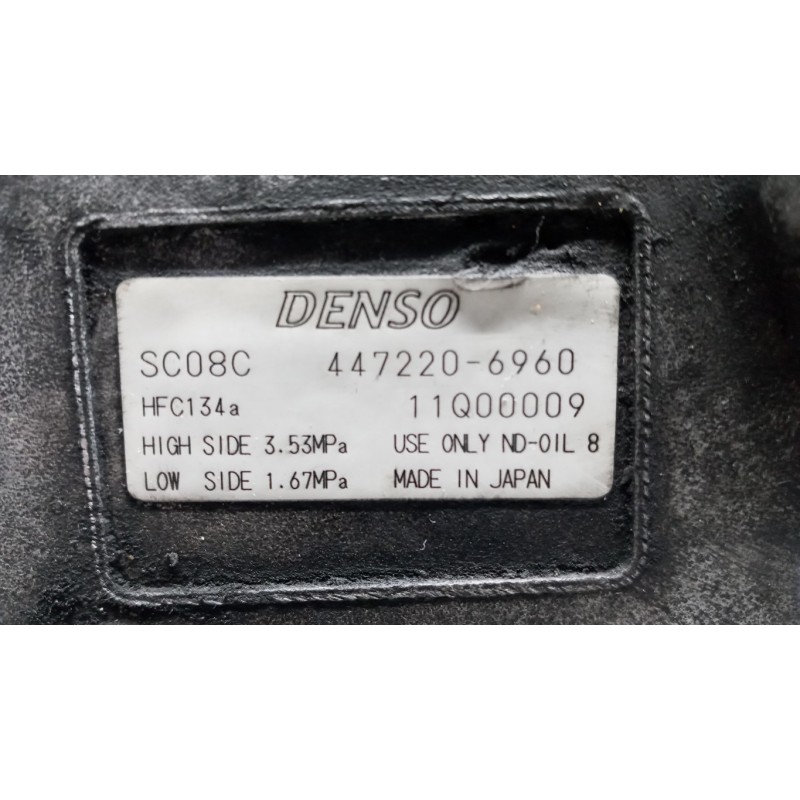 DENSO
SC08C 447220-6960
HFC134a 11Q00009
HIGH SIDE 3.53MPa USE ONLY ND-OIL 8
LOW SIDE 1.67MPa MADE IN JAPAN